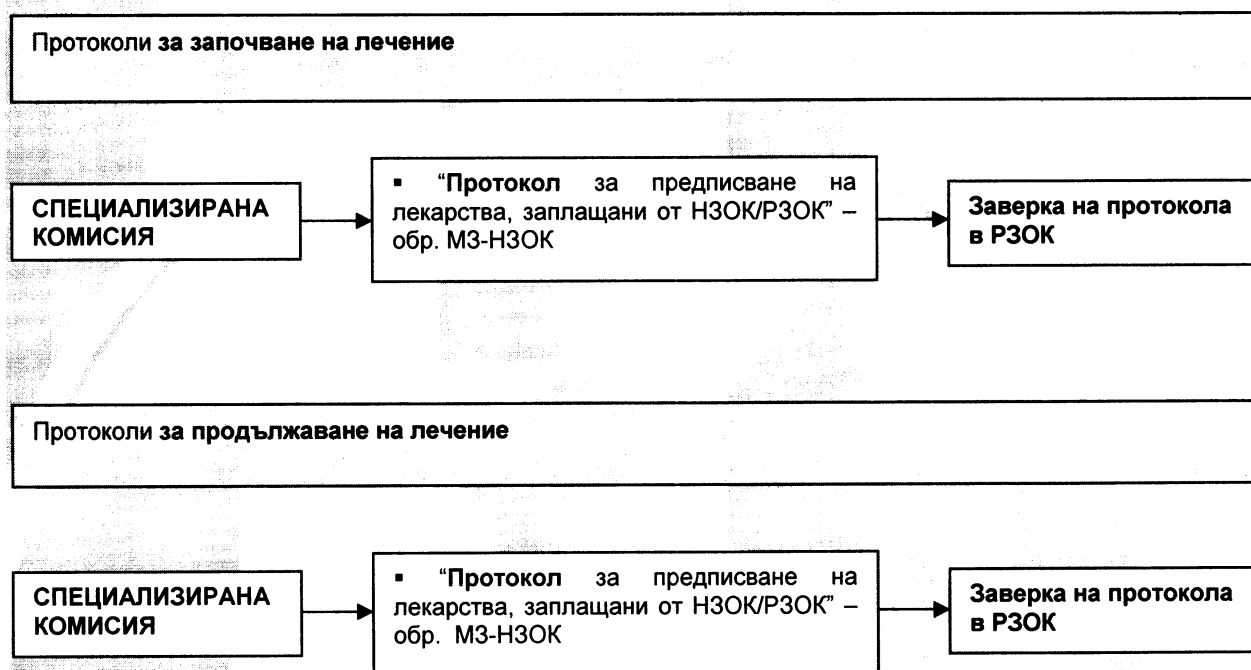 Протоколи за започване на лечение
СПЕЦИАЛИЗИРАНА
КОМИСИЯ
▪ “Протокол за предписване на
лекарства, заплащани от НЗОК/РЗОК” –
обр. МЗ-НЗОК
Заверка на протокола
в РЗОК
Протоколи за продължаване на лечение
СПЕЦИАЛИЗИРАНА
КОМИСИЯ
▪ “Протокол за предписване на
лекарства, заплащани от НЗОК/РЗОК” –
обр. МЗ-НЗОК
Заверка на протокола
в РЗОК